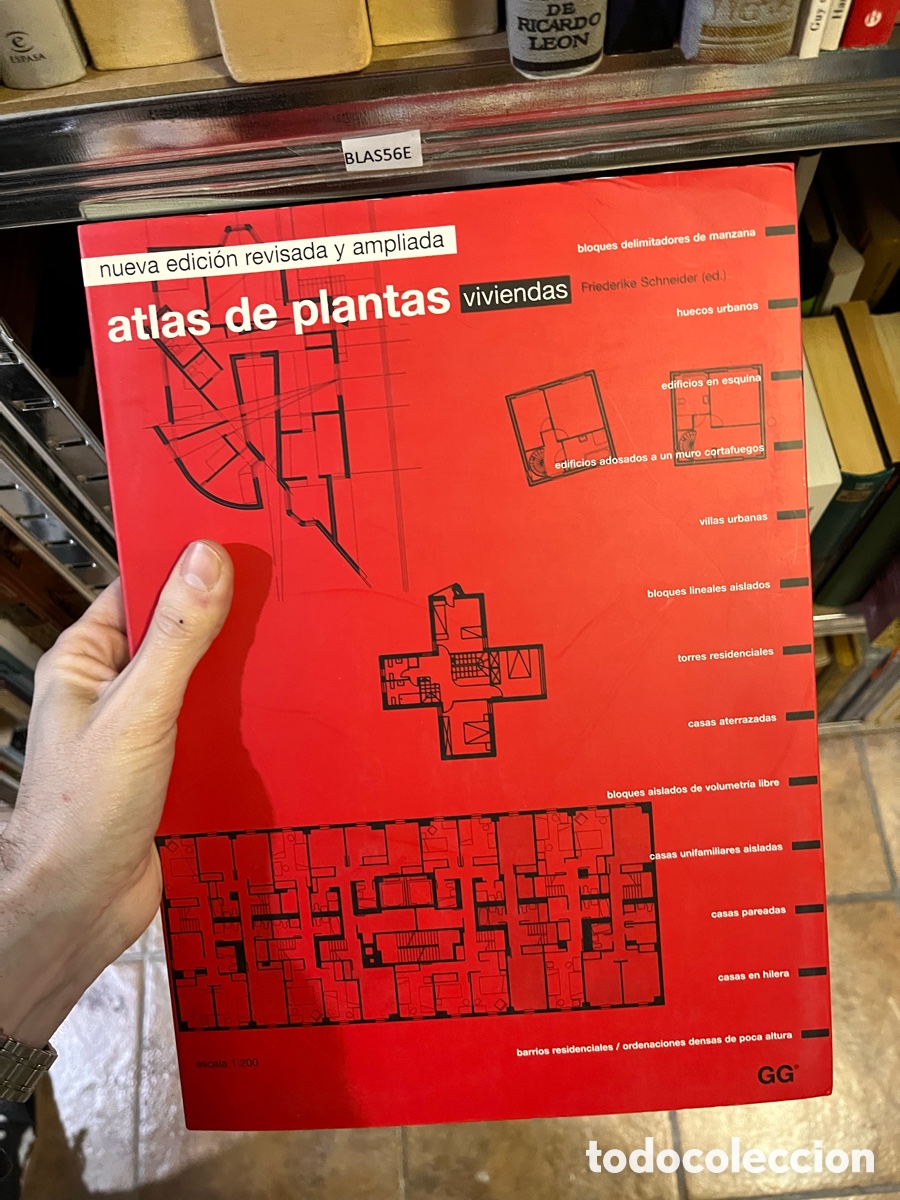 ESPASA
DE
RICARDO
LEON
Guy
BLAS56E
nueva edición revisada y ampliada
atlas de plantas viviendas Friederike Schneider (ed.)
bloques delimitadores de manzana
huecos urbanos
edificios en esquina
edificios adosados a un muro cortafuegos
villas urbanas
bloques lineales aislados
torres residenciales
casas aterrazadas
bloques aislados de volumetría libre
casas unifamiliares aisladas
casas pareadas
casas en hilera
barrios residenciales / ordenaciones densas de poca altura
escala 1:200
GG®
todocoleccion